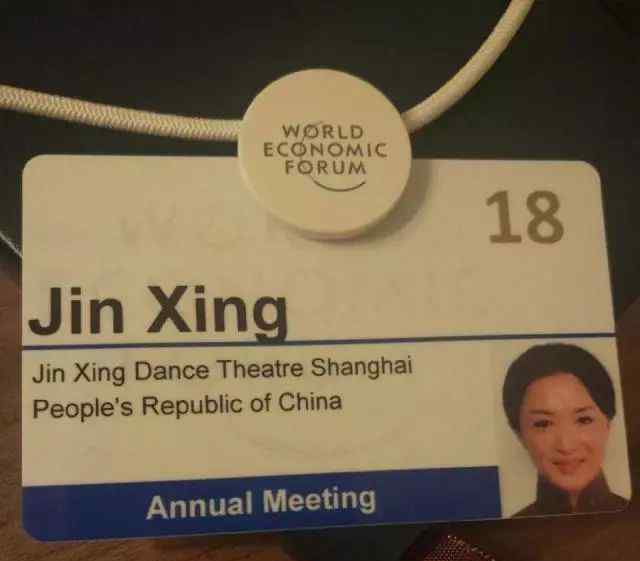 WORLD
ECONOMIC
FORUM
18
Jin Xing
Jin Xing Dance Theatre Shanghai
People's Republic of China
Annual Meeting